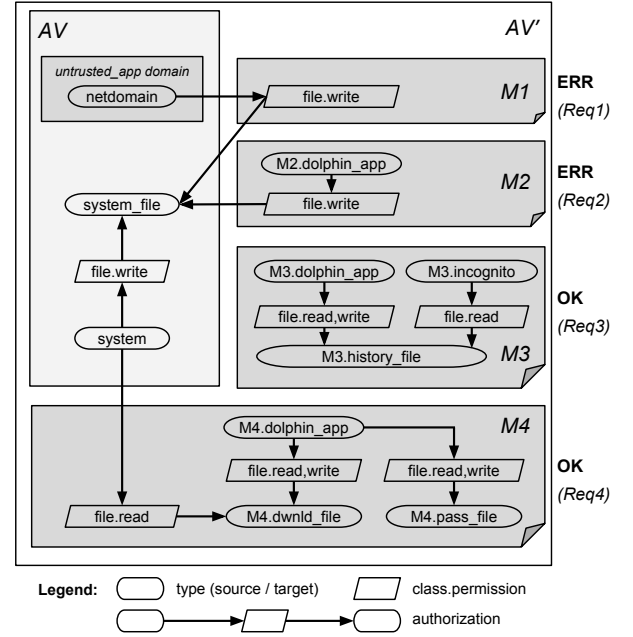 AV
AV'
untrusted_app domain
netdomain
file.write
M1
ERR
(Req1)
M2.dolphin_app
file.write
M2
ERR
(Req2)
system_file
file.write
system
M3.dolphin_app
M3.incognito
file.read,write
file.read
M3.history_file
M3
OK
(Req3)
M4.dolphin_app
M4
file.read,write
file.read,write
file.read
M4.dwnld_file
M4.pass_file
OK
(Req4)
Legend:
type (source / target)
class.permission
authorization